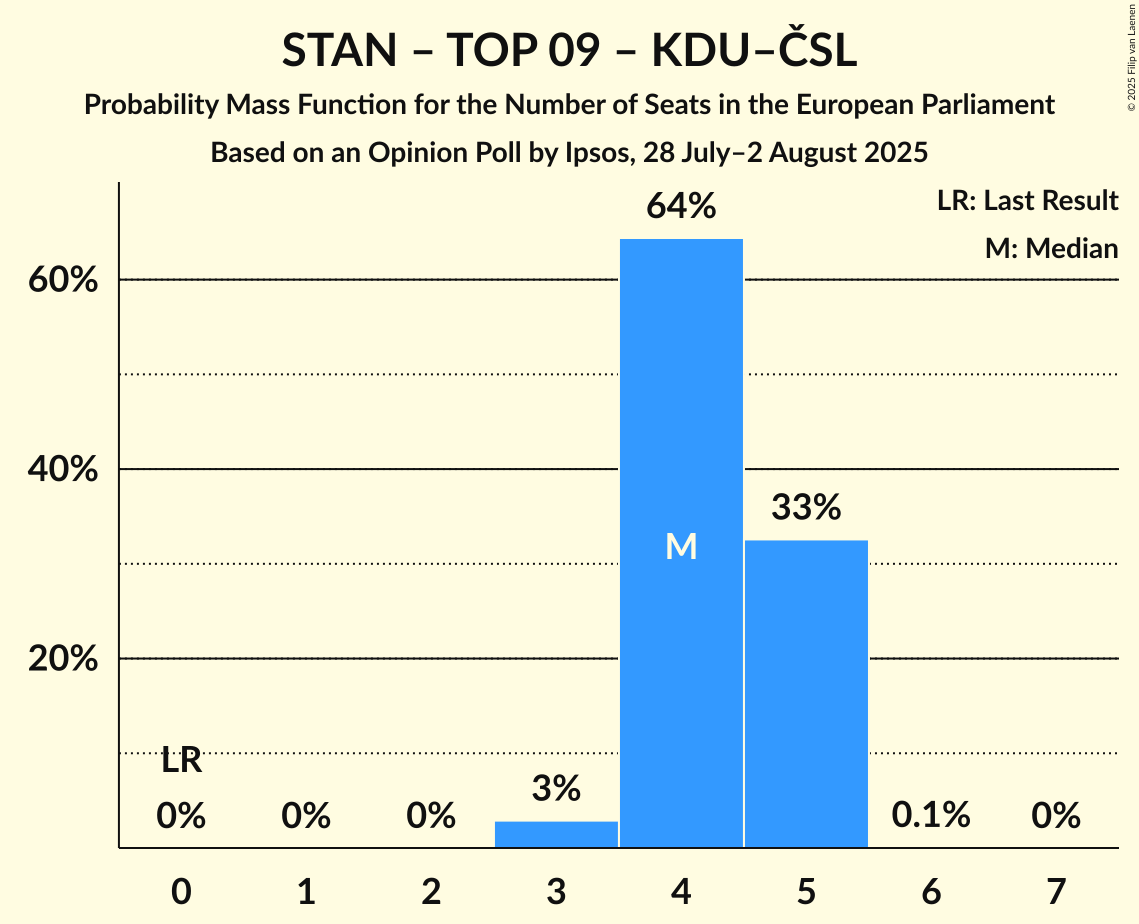 STAN – TOP 09 – KDU–ČSL
Probability Mass Function for the Number of Seats in the European Parliament
Based on an Opinion Poll by Ipsos, 28 July–2 August 2025
© 2025 Filip van Laenen
LR: Last Result
M: Median
64%
60%
40%
33%
M
20%
LR
3%
0% 0% 0% 0.1% 0%
0 1 2 3 4 5 6 7